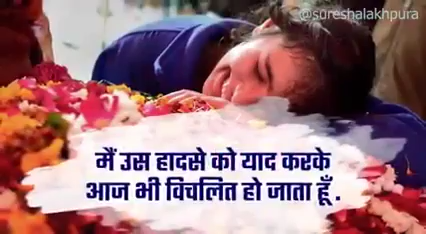 @sureshalakhpura
मैं उस हादसे को याद करके
आज भी विचलित हो जाता हूँ .